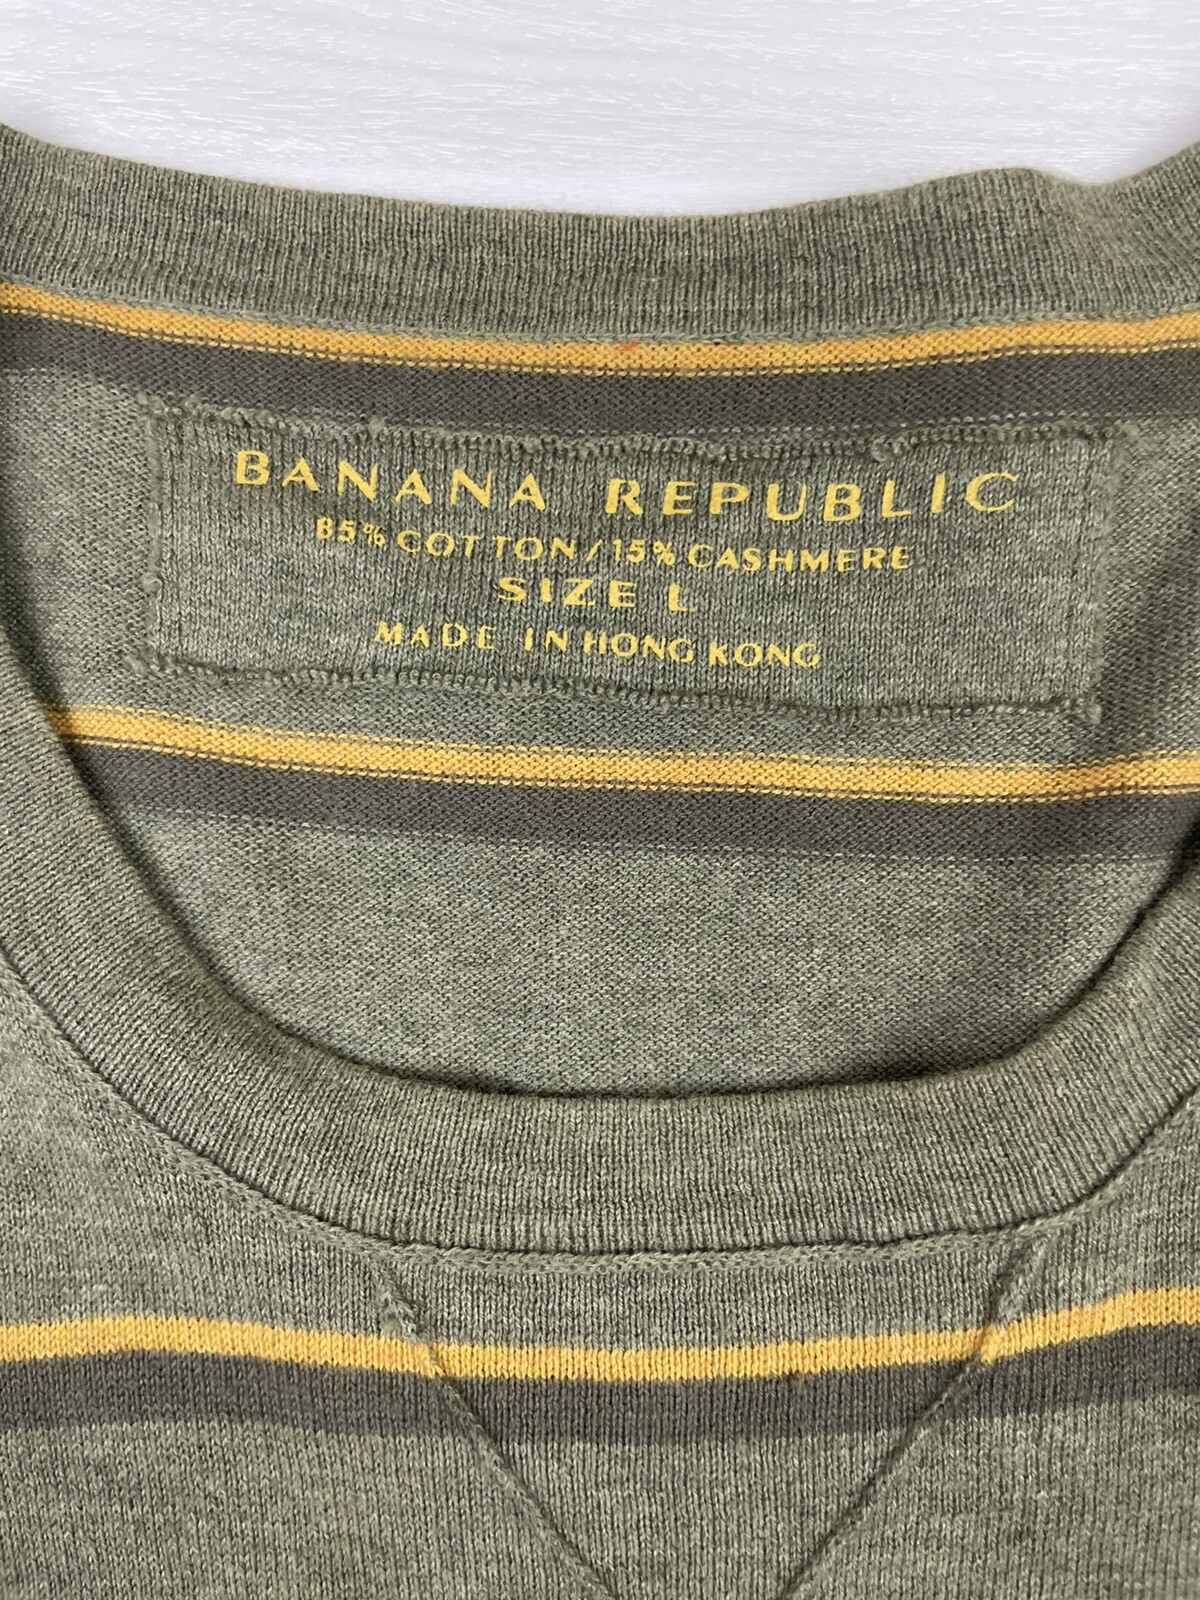 BANANA REPUBLIC
85% COTTON/15% CASHMERE
SIZE L
MADE IN HONG KONG